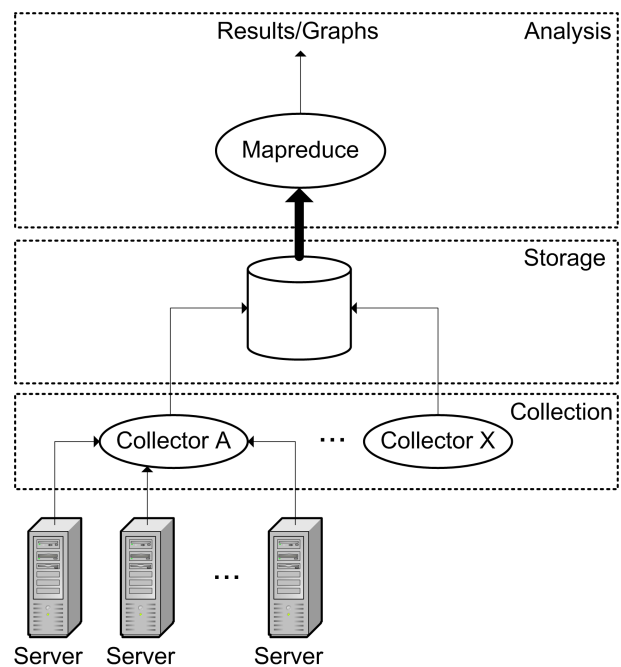 Results/Graphs Analysis
Mapreduce
Storage
Collection
Collector A ... Collector X
...
Server Server Server